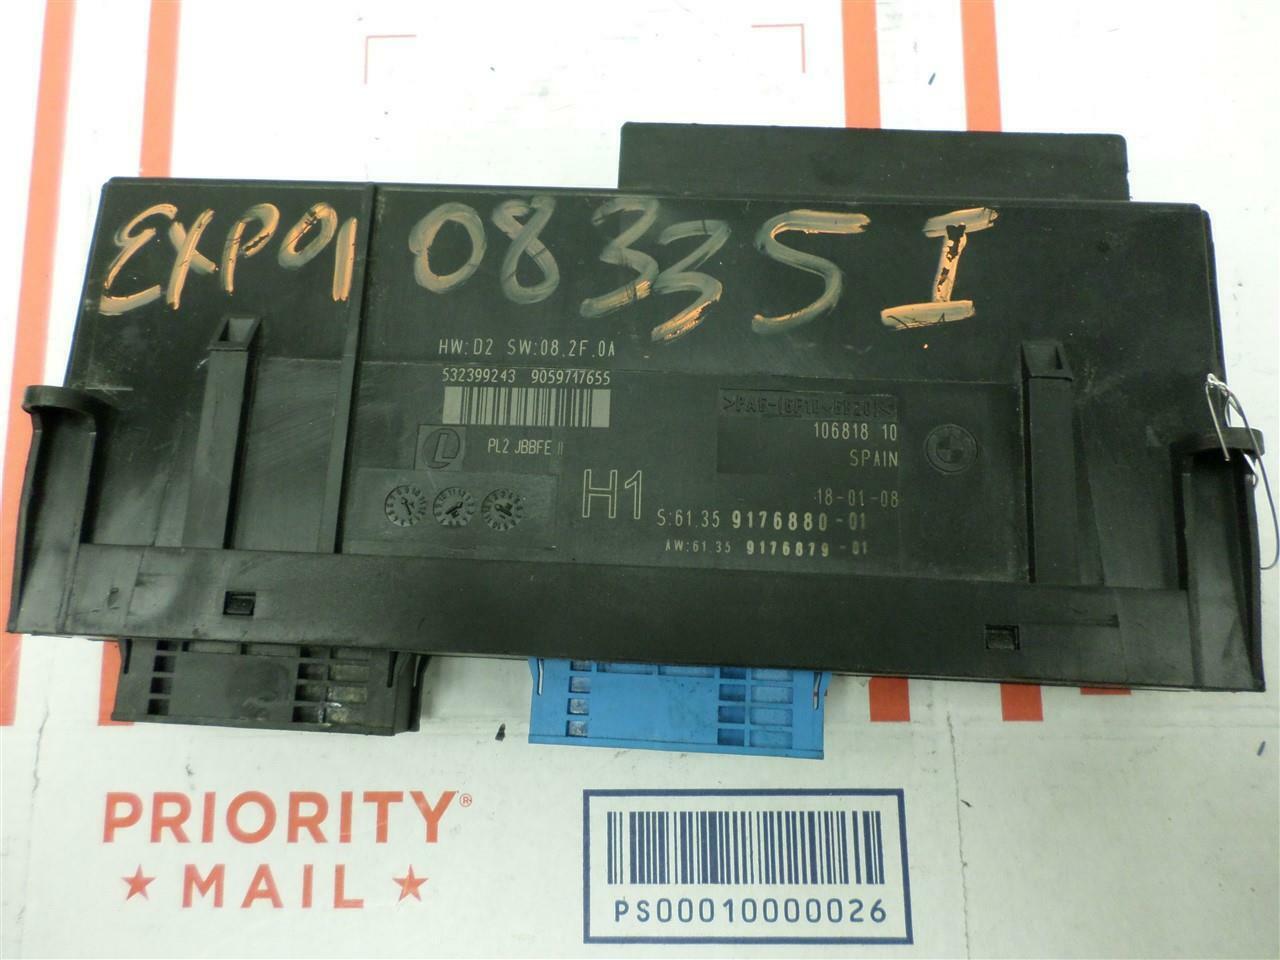 EXP01 08335I
HW:D2 SW:08.2F.0A
532399243 9059717655
L PL2 JBBFE II
106818 10
SPAIN
H1
18-01-08
S:61.35 9176880-01
AW:61.35 9176879-01
PRIORITY®
★ MAIL ★
PS00010000026